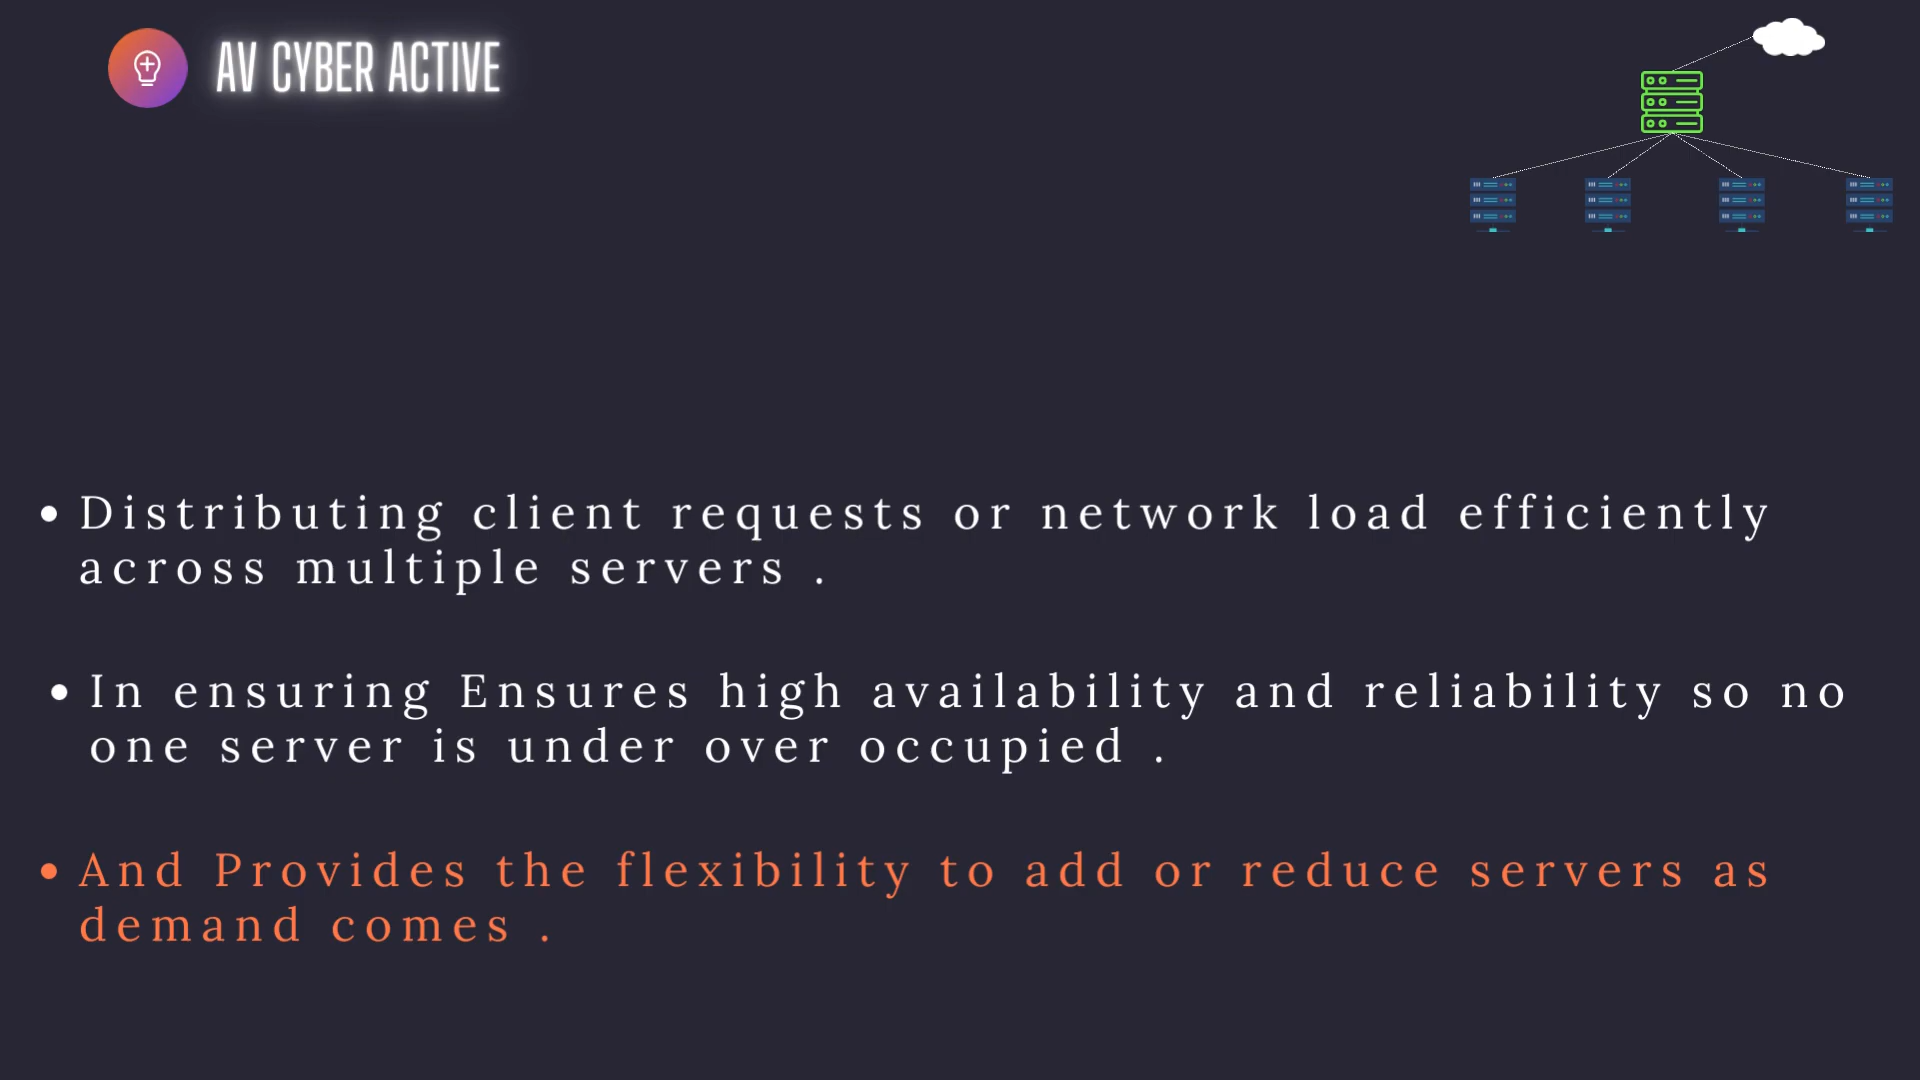 AV CYBER ACTIVE
• Distributing client requests or network load efficiently
across multiple servers .
• In ensuring Ensures high availability and reliability so no
one server is under over occupied .
• And Provides the flexibility to add or reduce servers as
demand comes .